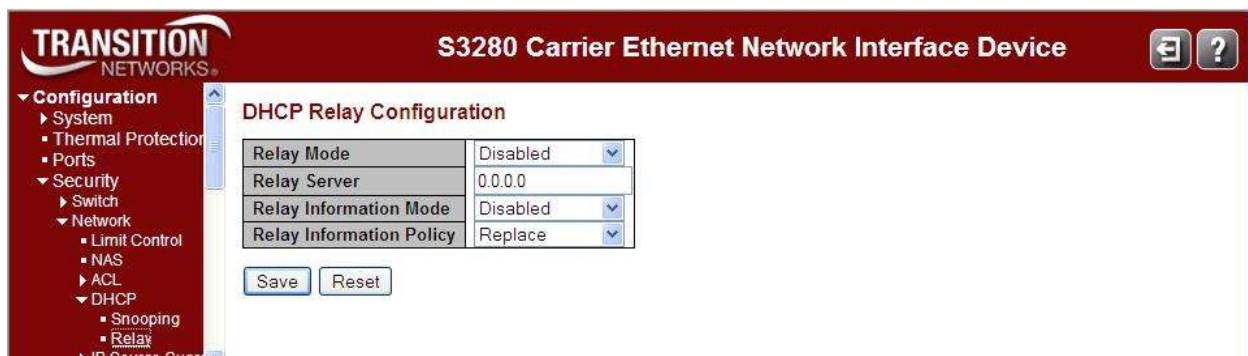 TRANSITION
NETWORKS®
S3280 Carrier Ethernet Network Interface Device
?
Configuration
System
Thermal Protection
Ports
Security
Switch
Network
Limit Control
NAS
ACL
DHCP
Snooping
Relay
DHCP Relay Configuration
Relay Mode Disabled
Relay Server 0.0.0.0
Relay Information Mode Disabled
Relay Information Policy Replace
Save Reset